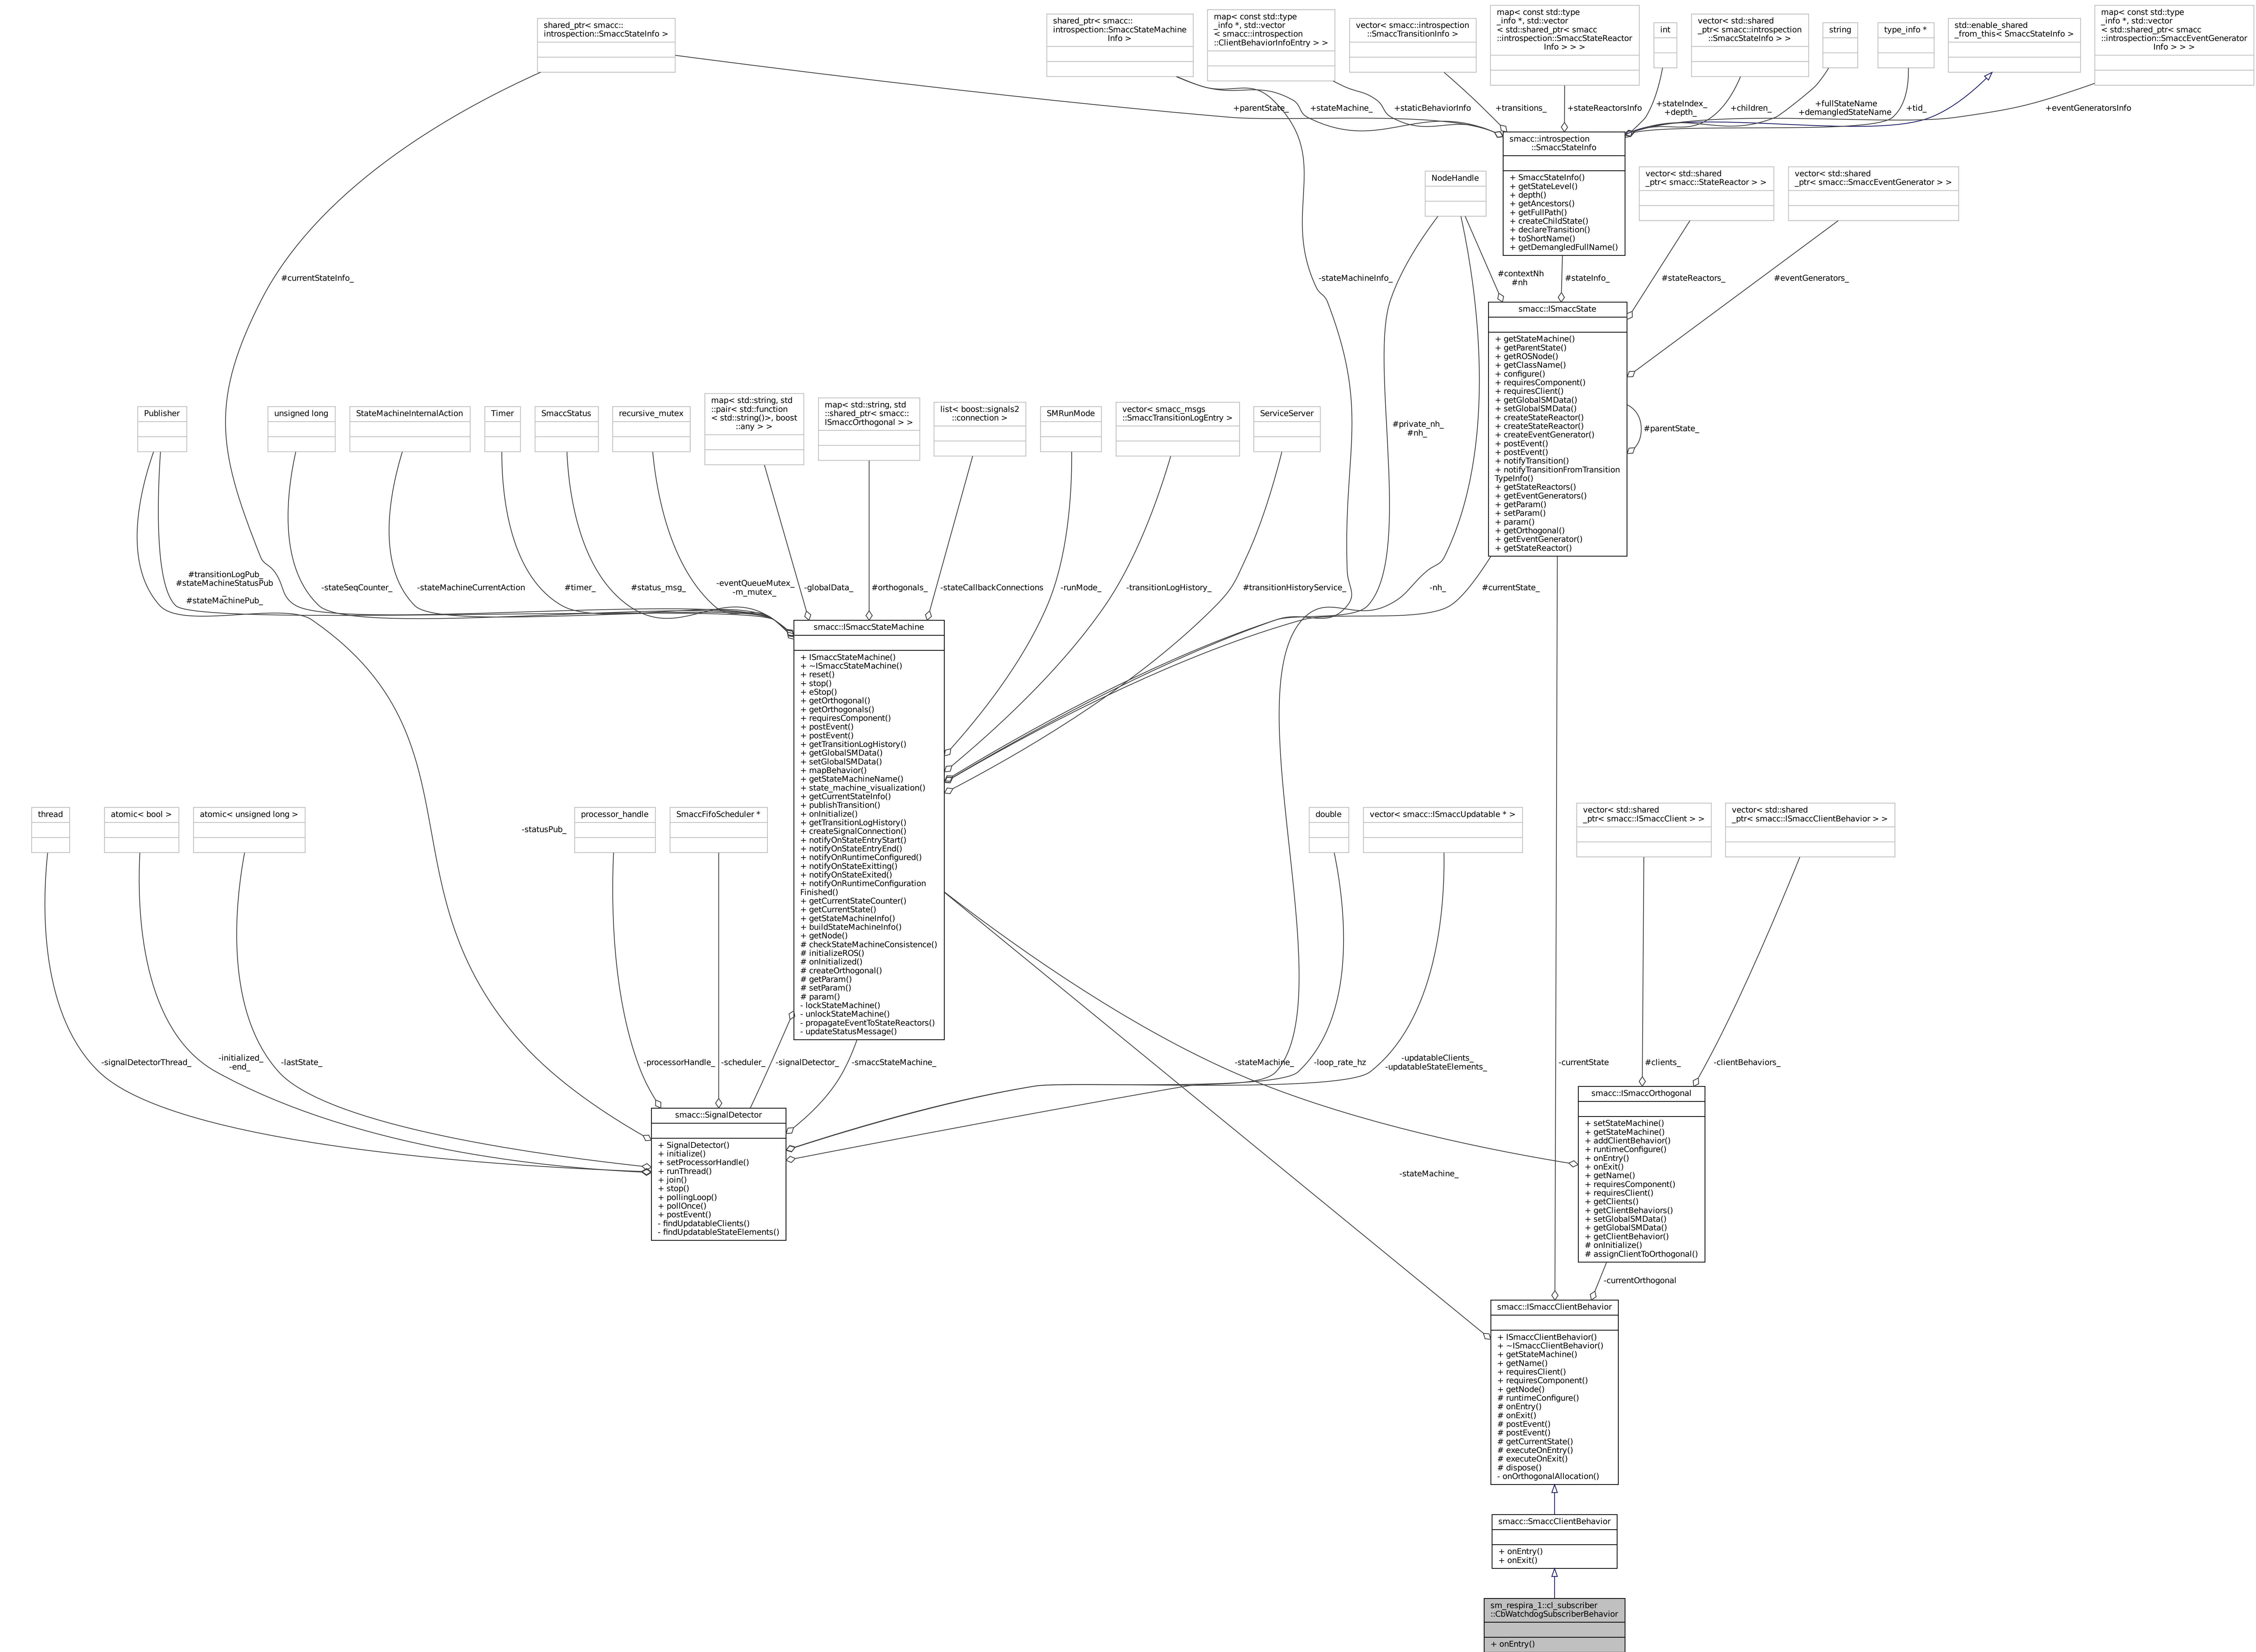 shared_ptr< smacc::
introspection::SmaccStateInfo >
shared_ptr< smacc::
introspection::SmaccStateMachine
Info >
map< const std::type
_info *, std::vector
< smacc::introspection
::ClientBehaviorInfoEntry > >
vector< smacc::introspection
::SmaccTransitionInfo >
map< const std::type
_info *, std::vector
< std::shared_ptr< smacc
::introspection::SmaccStateReactor
Info > > >
int
vector< std::shared
_ptr< smacc::introspection
::SmaccStateInfo > >
string
type_info *
std::enable_shared
_from_this< SmaccStateInfo >
map< const std::type
_info *, std::vector
< std::shared_ptr< smacc
::introspection::SmaccEventGenerator
Info > > >
+parentState_
+stateMachine_
+staticBehaviorInfo
+transitions_
+stateReactorsInfo
+stateIndex_
+depth_
+children_
+fullStateName
+demangledStateName
+tid_
+eventGeneratorsInfo
smacc::introspection
::SmaccStateInfo
+ SmaccStateInfo()
+ getStateLevel()
+ depth()
+ getAncestors()
+ getFullPath()
+ createChildState()
+ declareTransition()
+ toShortName()
+ getDemangledFullName()
NodeHandle
vector< std::shared
_ptr< smacc::StateReactor > >
vector< std::shared
_ptr< smacc::SmaccEventGenerator > >
#currentStateInfo_
-stateMachineInfo_
#contextNh
#nh
#stateInfo_
#stateReactors_
#eventGenerators_
smacc::ISmaccState
+ getStateMachine()
+ getParentState()
+ getROSNode()
+ getClassName()
+ configure()
+ requiresComponent()
+ requiresClient()
+ getGlobalSMData()
+ setGlobalSMData()
+ createStateReactor()
+ createStateReactor()
+ createEventGenerator()
+ postEvent()
+ postEvent()
+ notifyTransition()
+ notifyTransitionFromTransition
TypeInfo()
+ getStateReactors()
+ getEventGenerators()
+ getParam()
+ setParam()
+ param()
+ getOrthogonal()
+ getEventGenerator()
+ getStateReactor()
#parentState_
#private_nh_
#nh_
Publisher
unsigned long
StateMachineInternalAction
Timer
SmaccStatus
recursive_mutex
map< std::string, std
::pair< std::function
< std::string()>, boost
::any > >
map< std::string, std
::shared_ptr< smacc::
ISmaccOrthogonal > >
list< boost::signals2
::connection >
SMRunMode
vector< smacc_msgs
::SmaccTransitionLogEntry >
ServiceServer
#transitionLogPub_
#stateMachineStatusPub
_
#stateMachinePub_
-stateSeqCounter_
-stateMachineCurrentAction
#timer_
#status_msg_
-eventQueueMutex_
-m_mutex_
-globalData_
#orthogonals_
-stateCallbackConnections
-runMode_
-transitionLogHistory_
#transitionHistoryService_
-nh_
#currentState_
smacc::ISmaccStateMachine
+ ISmaccStateMachine()
+ ~ISmaccStateMachine()
+ reset()
+ stop()
+ eStop()
+ getOrthogonal()
+ getOrthogonals()
+ requiresComponent()
+ postEvent()
+ postEvent()
+ getTransitionLogHistory()
+ getGlobalSMData()
+ setGlobalSMData()
+ mapBehavior()
+ getStateMachineName()
+ state_machine_visualization()
+ getCurrentStateInfo()
+ publishTransition()
+ onInitialize()
+ getTransitionLogHistory()
+ createSignalConnection()
+ notifyOnStateEntryStart()
+ notifyOnStateEntryEnd()
+ notifyOnRuntimeConfigured()
+ notifyOnStateExitting()
+ notifyOnStateExited()
+ notifyOnRuntimeConfiguration
Finished()
+ getCurrentStateCounter()
+ getCurrentState()
+ getStateMachineInfo()
+ buildStateMachineInfo()
+ getNode()
# checkStateMachineConsistence()
# initializeROS()
# onInitialized()
# createOrthogonal()
# getParam()
# setParam()
# param()
- lockStateMachine()
- unlockStateMachine()
- propagateEventToStateReactors()
- updateStatusMessage()
thread
atomic< bool >
atomic< unsigned long >
-statusPub_
processor_handle
SmaccFifoScheduler *
double
vector< smacc::ISmaccUpdatable * >
vector< std::shared
_ptr< smacc::ISmaccClient > >
vector< std::shared
_ptr< smacc::ISmaccClientBehavior > >
-signalDetectorThread_
-initialized_
-end_
-lastState_
-processorHandle_
-scheduler_
-signalDetector_
-smaccStateMachine_
-stateMachine_
-loop_rate_hz
-updatableClients_
-updatableStateElements_
-currentState
#clients_
-clientBehaviors_
smacc::SignalDetector
+ SignalDetector()
+ initialize()
+ setProcessorHandle()
+ runThread()
+ join()
+ stop()
+ pollingLoop()
+ pollOnce()
+ postEvent()
- findUpdatableClients()
- findUpdatableStateElements()
smacc::ISmaccOrthogonal
+ setStateMachine()
+ getStateMachine()
+ addClientBehavior()
+ runtimeConfigure()
+ onEntry()
+ onExit()
+ getName()
+ requiresComponent()
+ requiresClient()
+ getClients()
+ getClientBehaviors()
+ setGlobalSMData()
+ getGlobalSMData()
+ getClientBehavior()
# onInitialize()
# assignClientToOrthogonal()
-stateMachine_
-currentOrthogonal
smacc::ISmaccClientBehavior
+ ISmaccClientBehavior()
+ ~ISmaccClientBehavior()
+ getStateMachine()
+ getName()
+ requiresClient()
+ requiresComponent()
+ getNode()
# runtimeConfigure()
# onEntry()
# onExit()
# postEvent()
# postEvent()
# getCurrentState()
# executeOnEntry()
# executeOnExit()
# dispose()
- onOrthogonalAllocation()
smacc::SmaccClientBehavior
+ onEntry()
+ onExit()
sm_respira_1::cl_subscriber
::CbWatchdogSubscriberBehavior
+ onEntry()